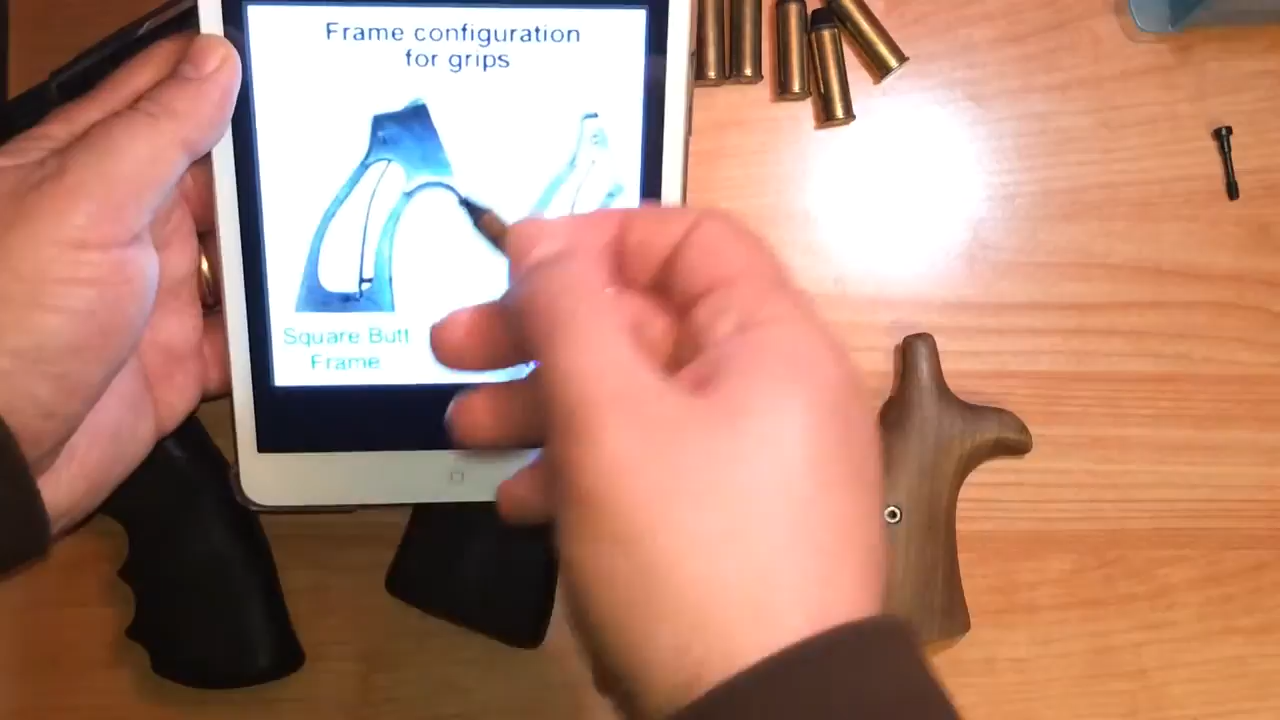 Frame configuration
for grips
Square Butt
Frame